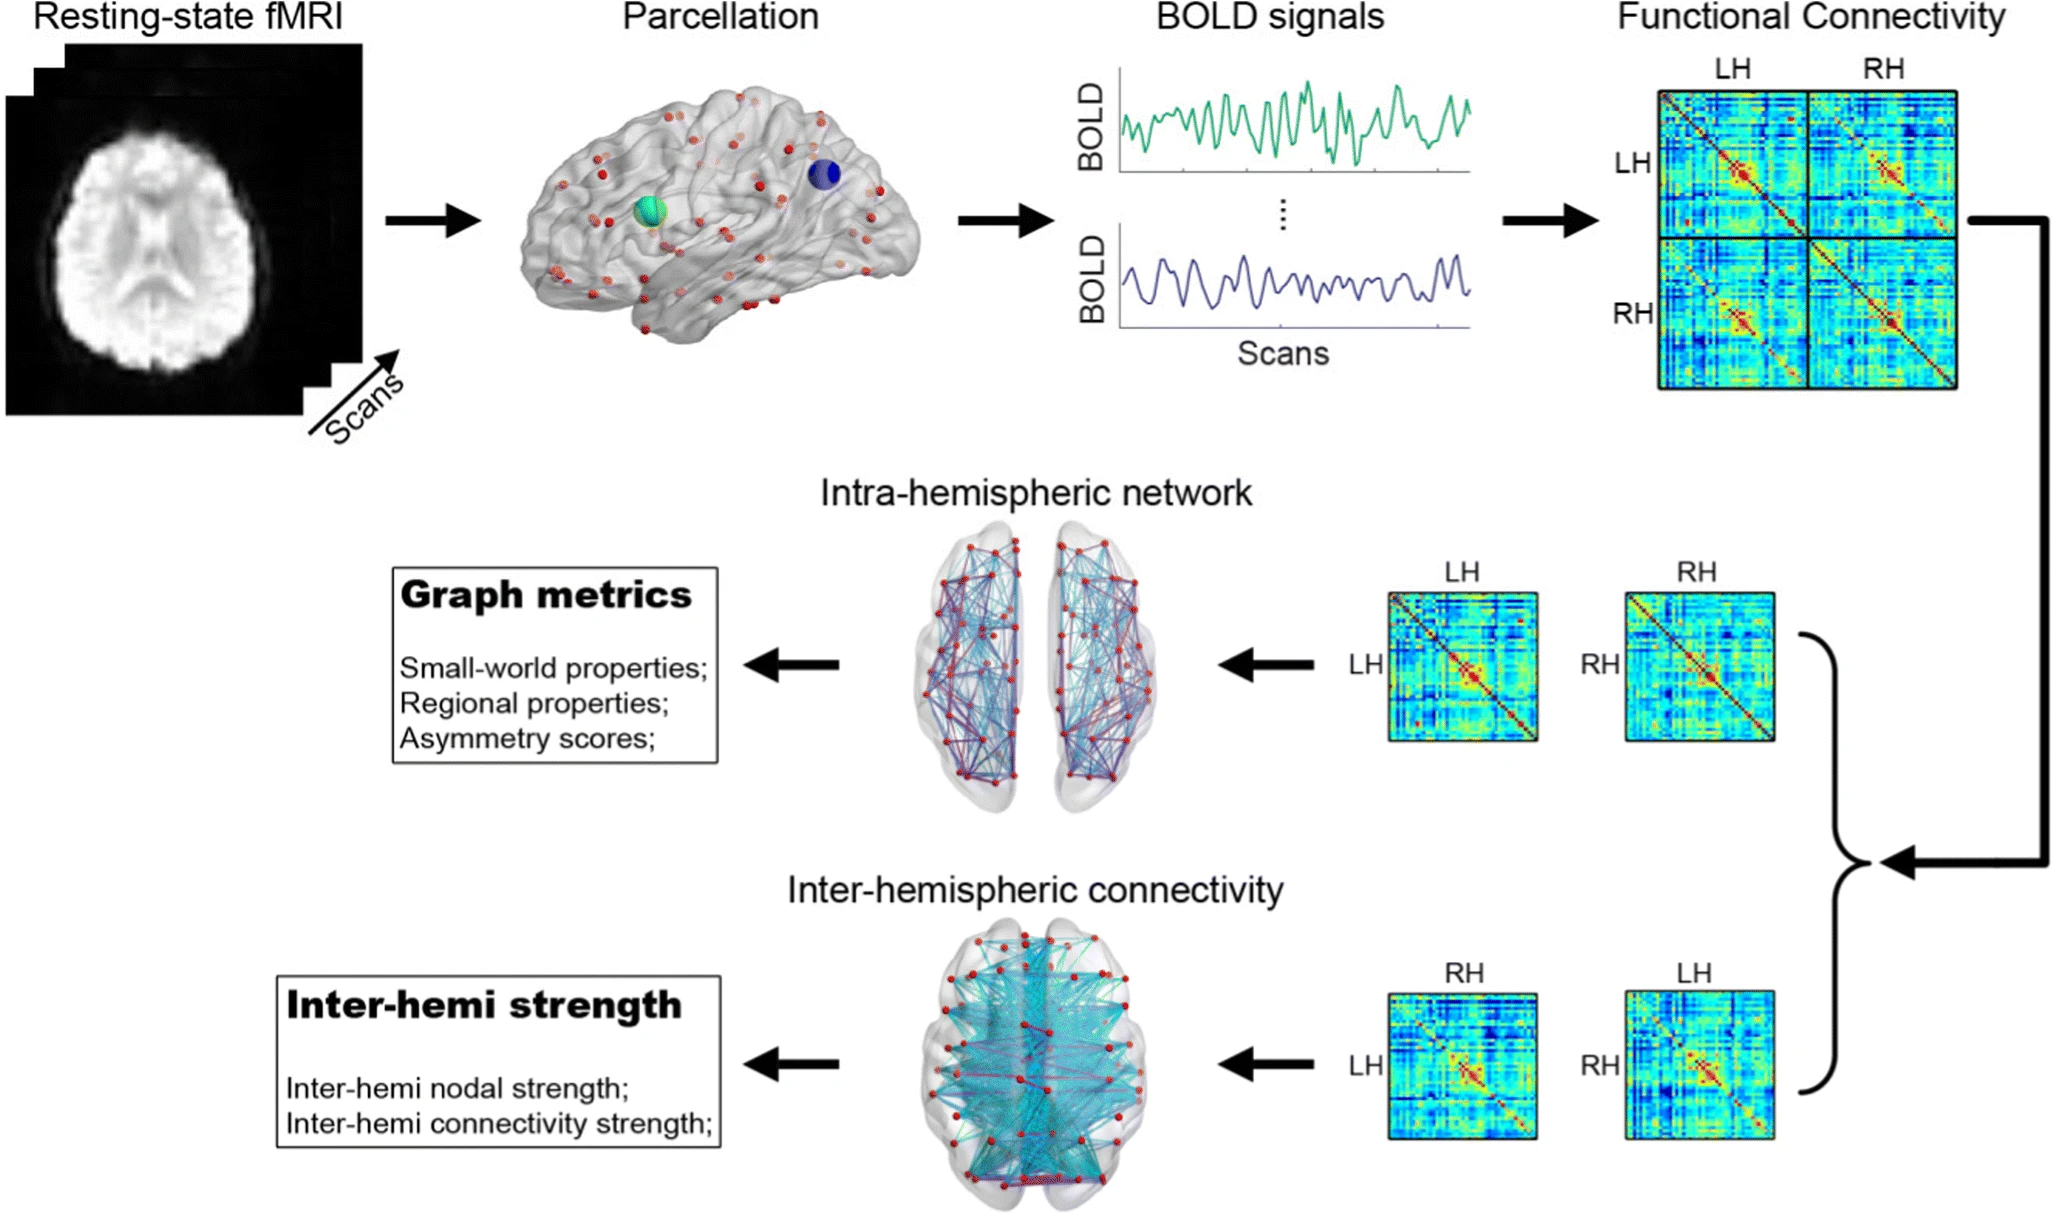 Resting-state fMRI
Parcellation
BOLD signals
Functional Connectivity
LH RH
BOLD
LH
BOLD
RH
Scans
Scans
Intra-hemispheric network
LH RH
Graph metrics
LH RH
Small-world properties;
Regional properties;
Asymmetry scores;
Inter-hemispheric connectivity
RH LH
Inter-hemi strength
LH RH
Inter-hemi nodal strength;
Inter-hemi connectivity strength;